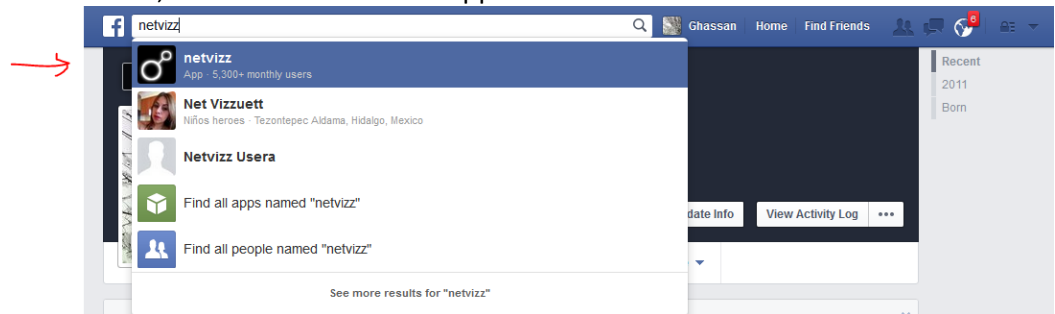 netvizz
Ghassan Home Find Friends
6
netvizz
App · 5,300+ monthly users
Net Vizzuett
Niños heroes · Tezontepec Aldama, Hidalgo, Mexico
Netvizz Usera
Find all apps named "netvizz"
Find all people named "netvizz"
See more results for "netvizz"
date Info View Activity Log
Recent
2011
Born